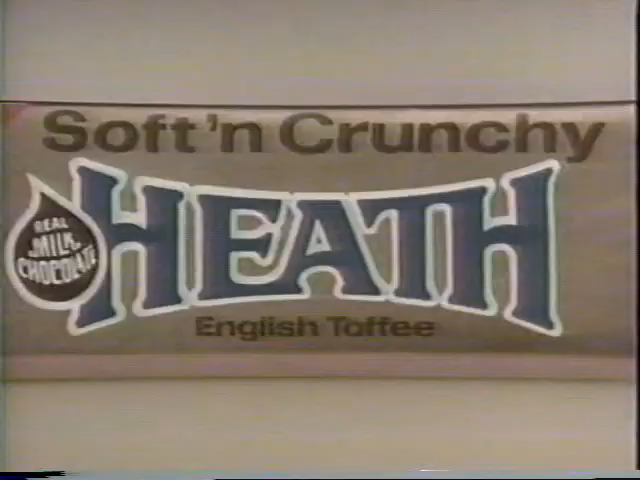 Soft 'n Crunchy
REAL
MILK
CHOCOLATE
HEATH
English Toffee